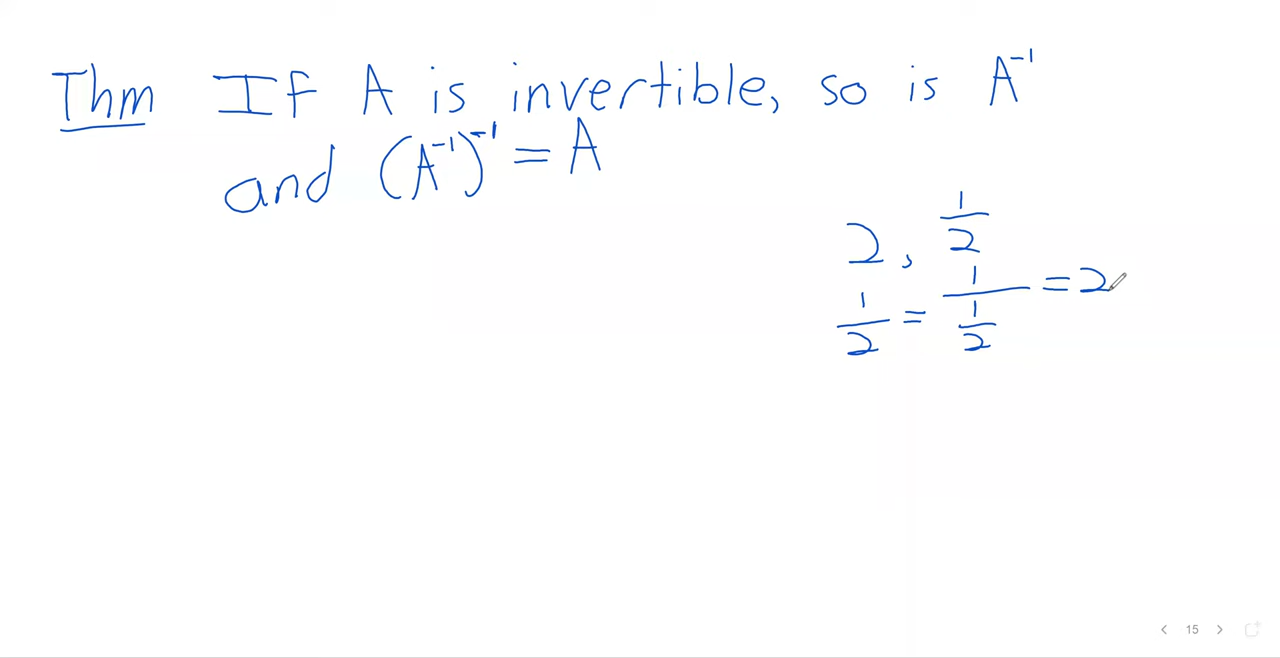 Thm If A is invertible, so is A⁻¹
and (A⁻¹)⁻¹ = A
2, 1/2
1/2 = 1/(1/2) = 2
< 15 >